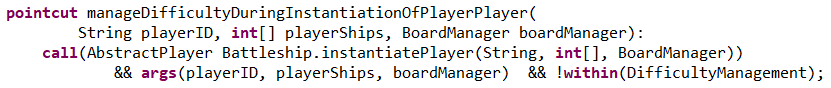 pointcut manageDifficultyDuringInstantiationOfPlayerPlayer(
String playerID, int[] playerShips, BoardManager boardManager):
call(AbstractPlayer Battleship.instantiatePlayer(String, int[], BoardManager))
&& args(playerID, playerShips, boardManager)  && !within(DifficultyManagement);